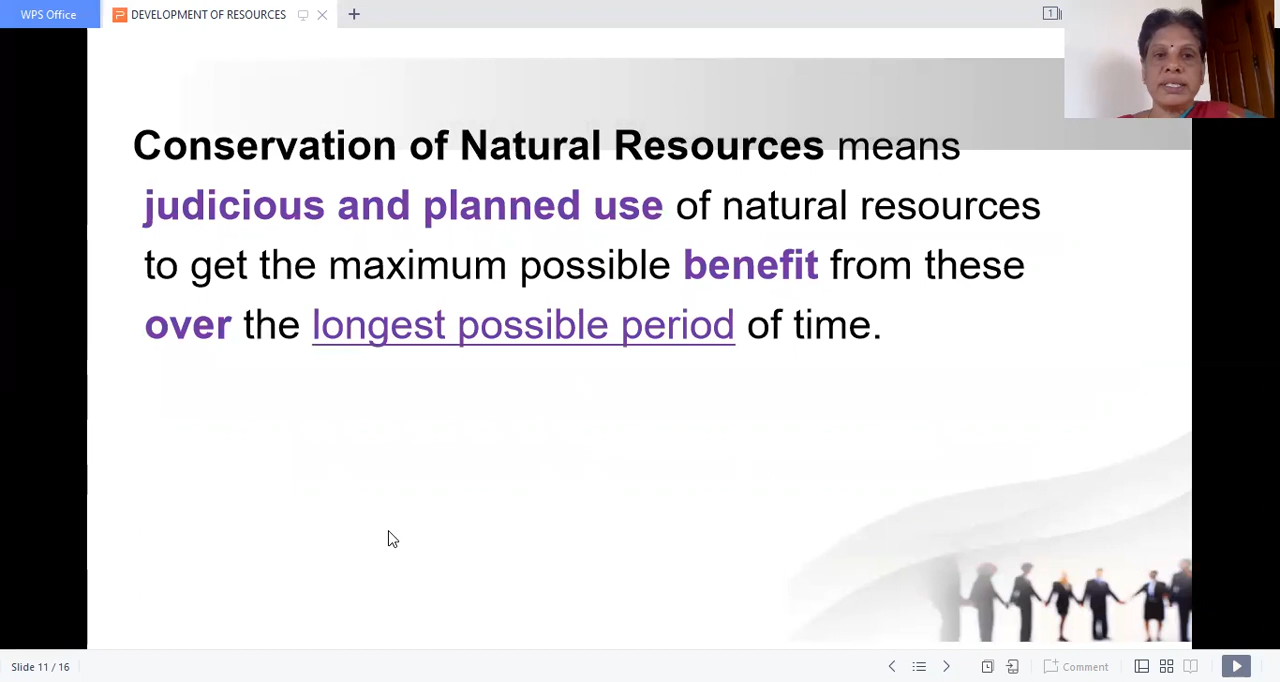 WPS Office
DEVELOPMENT OF RESOURCES
1
Conservation of Natural Resources means
judicious and planned use of natural resources
to get the maximum possible benefit from these
over the longest possible period of time.
Slide 11 / 16
Comment